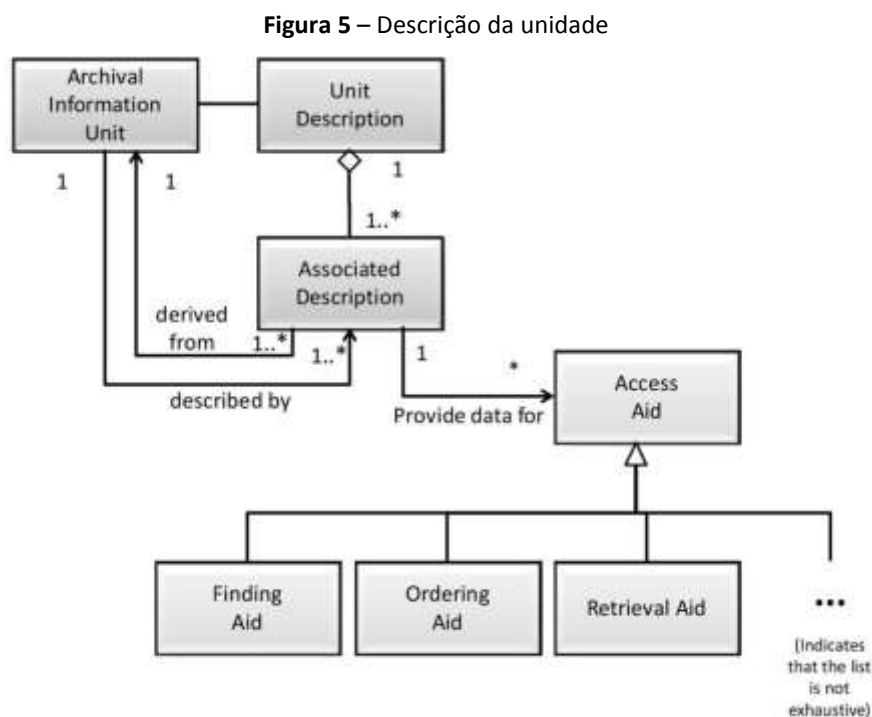 Figura 5 – Descrição da unidade
Archival
Information
Unit
Unit
Description
1
1
1
1..*
Associated
Description
derived
from
1..*
1..*
1
*
described by
Provide data for
Access
Aid
Finding
Aid
Ordering
Aid
Retrieval Aid
...
(Indicates
that the list
is not
exhaustive)